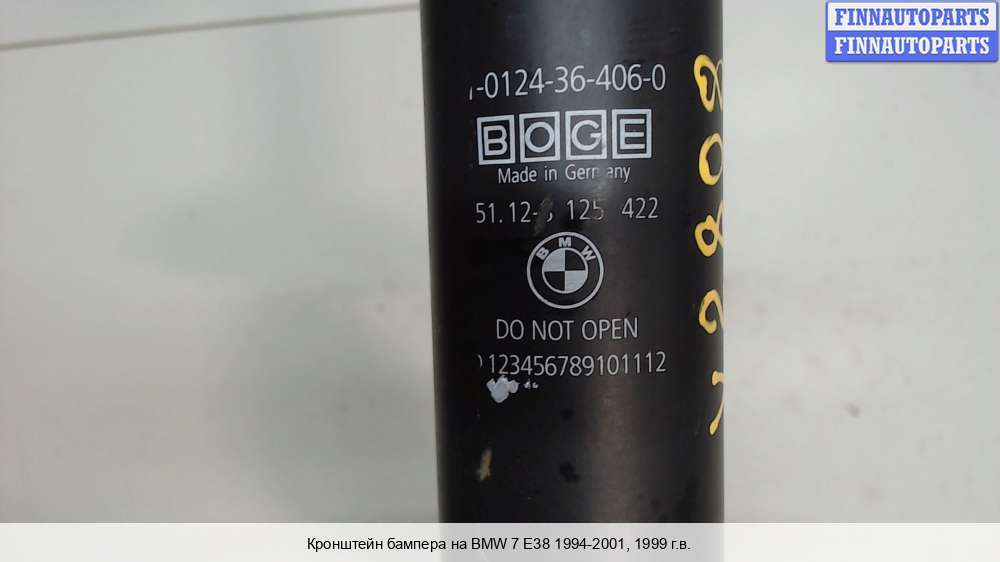 FINNAUTOPARTS
FINNAUTOPARTS
-0124-36-406-0
BOGE
Made in Germany
51.12- 125 422
BMW
DO NOT OPEN
123456789101112
Кронштейн бампера на BMW 7 E38 1994-2001, 1999 г.в.